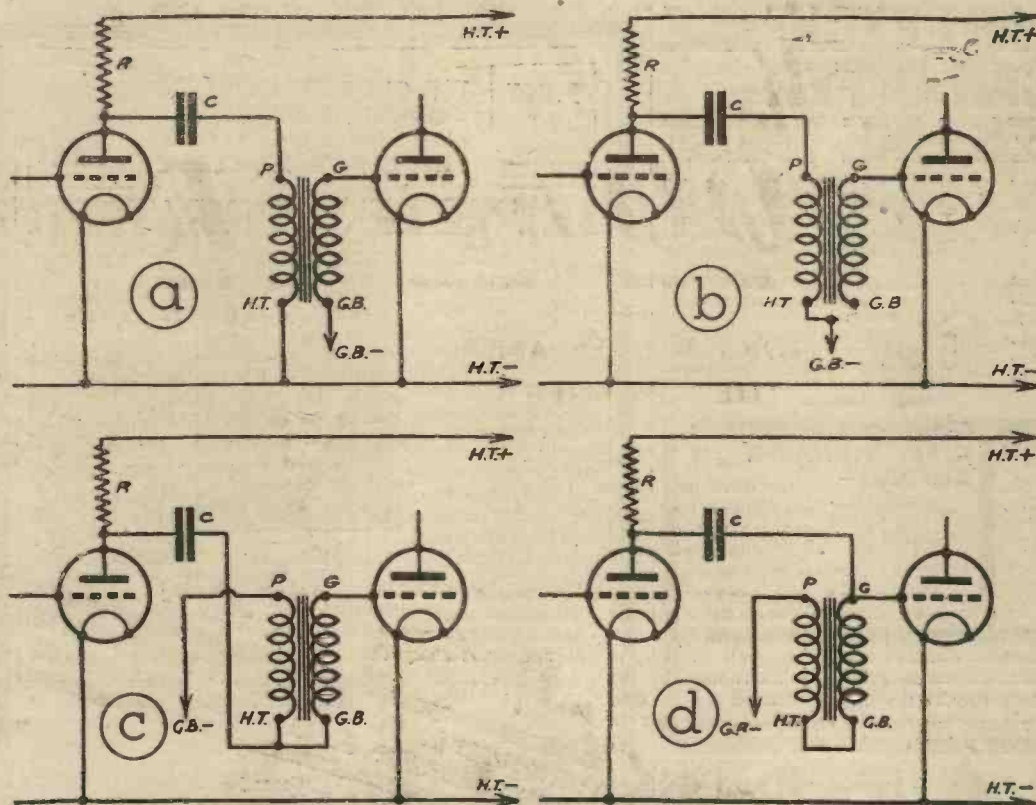 H.T.+
R
C
P
G
H.T.
G.B.
G.B.-
H.T.-
a
H.T.+
R
C
P
G
HT
G.B
G.B.-
H.T.-
b
H.T.+
R
C
P
G
G.B.-
H.T.
G.B.
H.T.-
c
H.T.+
R
C
P
G
G.B-
H.T.
G.B.
H.T.-
d